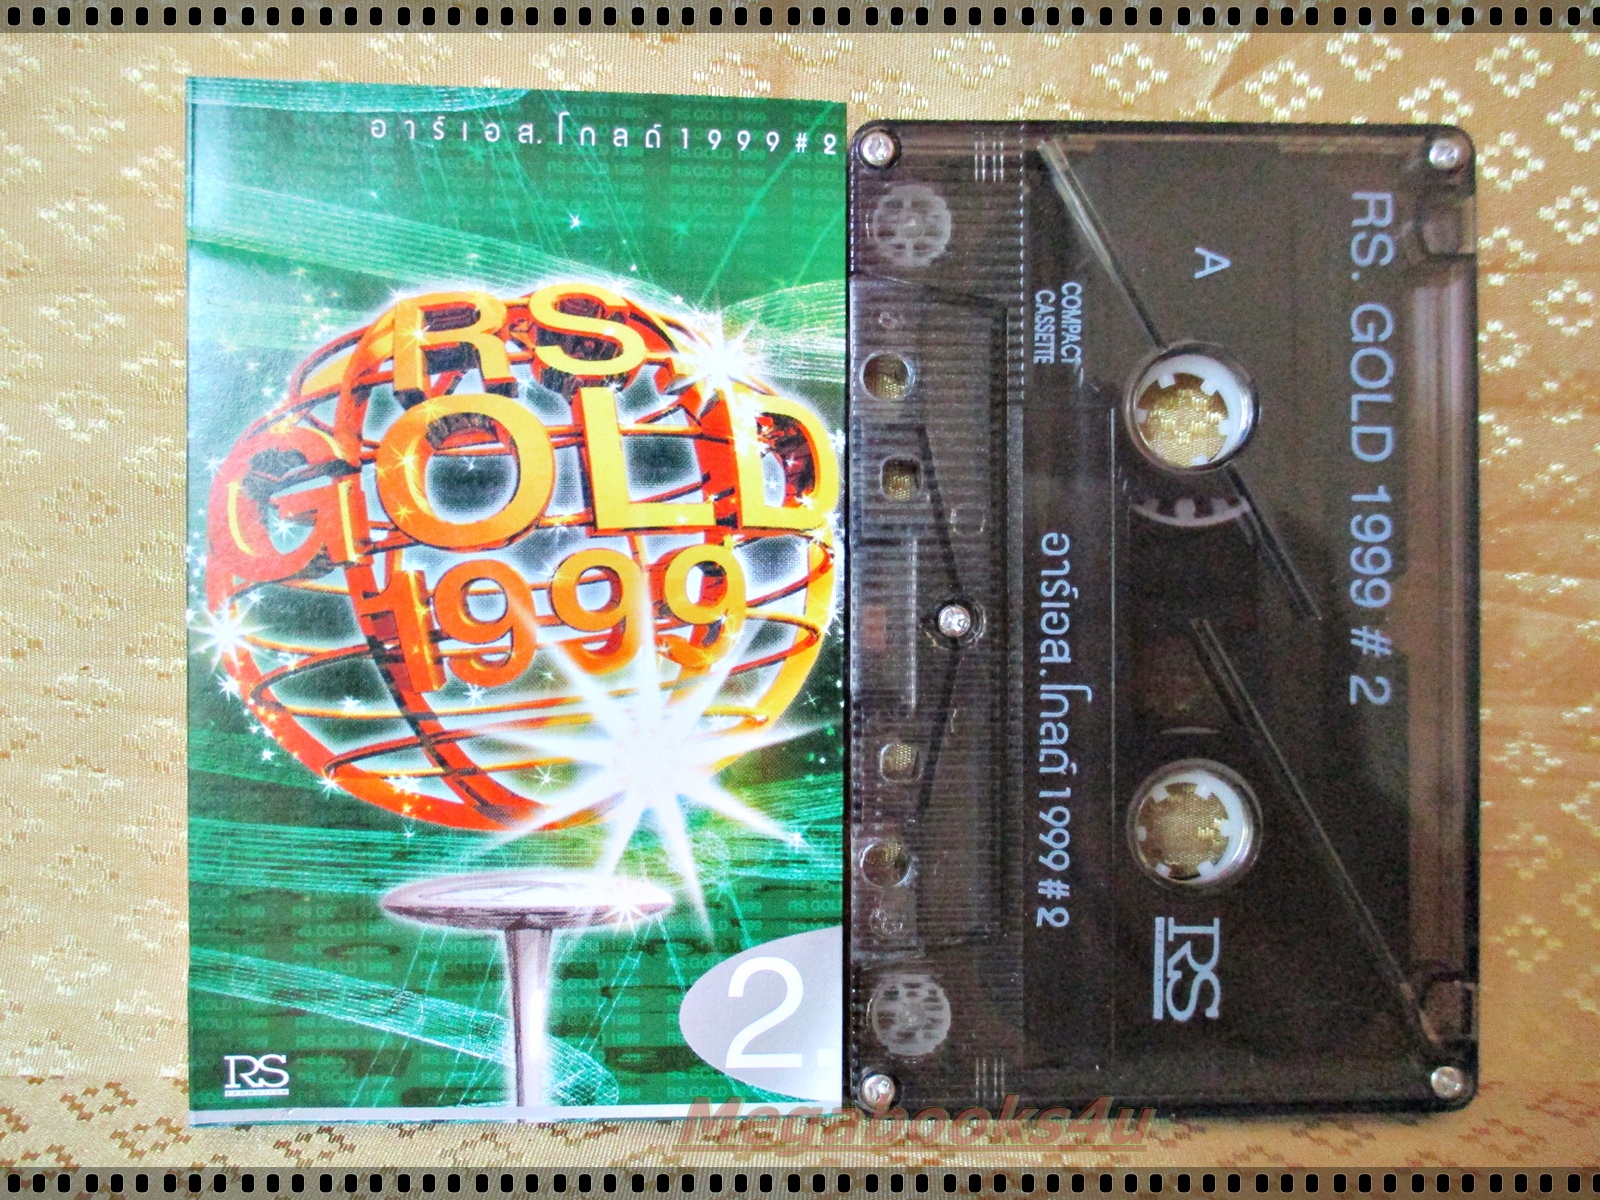 อาร์เอส.โกลด์1999#2
RS.
GOLD
1999
2.
RS
RS. GOLD 1999 # 2
A
COMPACT
CASSETTE
อาร์เอส.โกลด์1999#2
RS
Megabooks4u